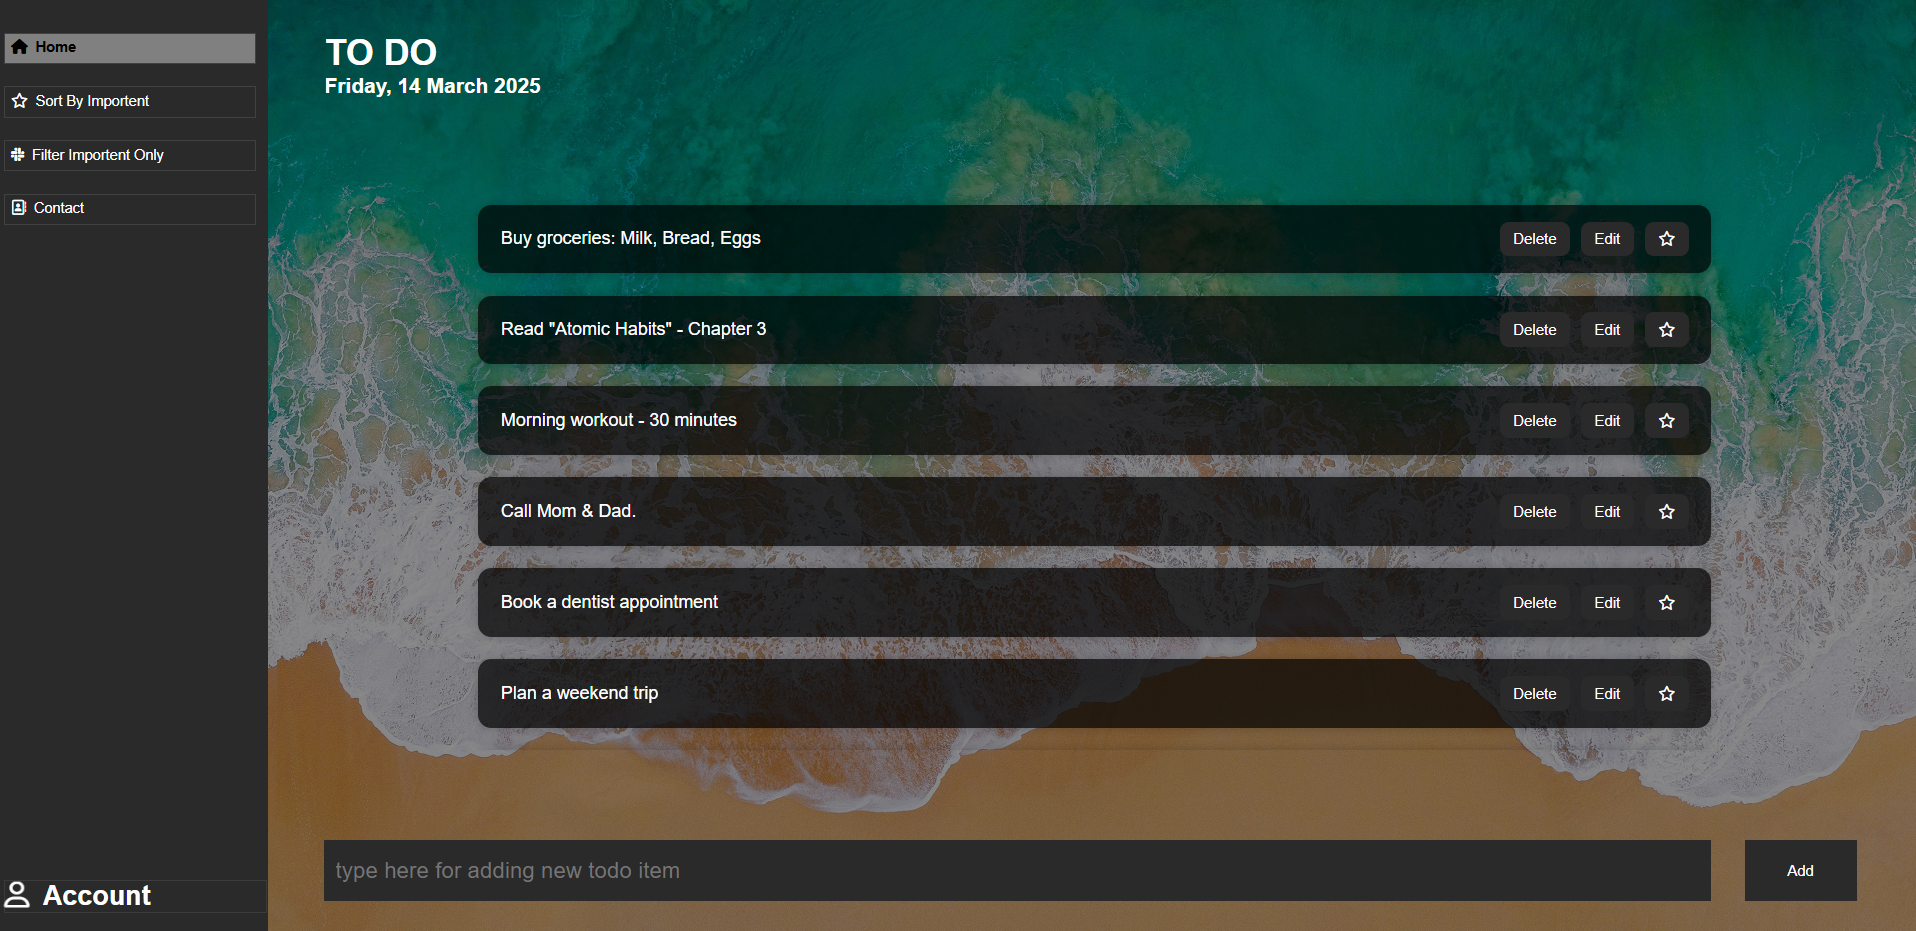 Home
Sort By Importent
Filter Importent Only
Contact
Account
TO DO
Friday, 14 March 2025
Buy groceries: Milk, Bread, Eggs Delete Edit
Read "Atomic Habits" - Chapter 3 Delete Edit
Morning workout - 30 minutes Delete Edit
Call Mom & Dad. Delete Edit
Book a dentist appointment Delete Edit
Plan a weekend trip Delete Edit
type here for adding new todo item Add